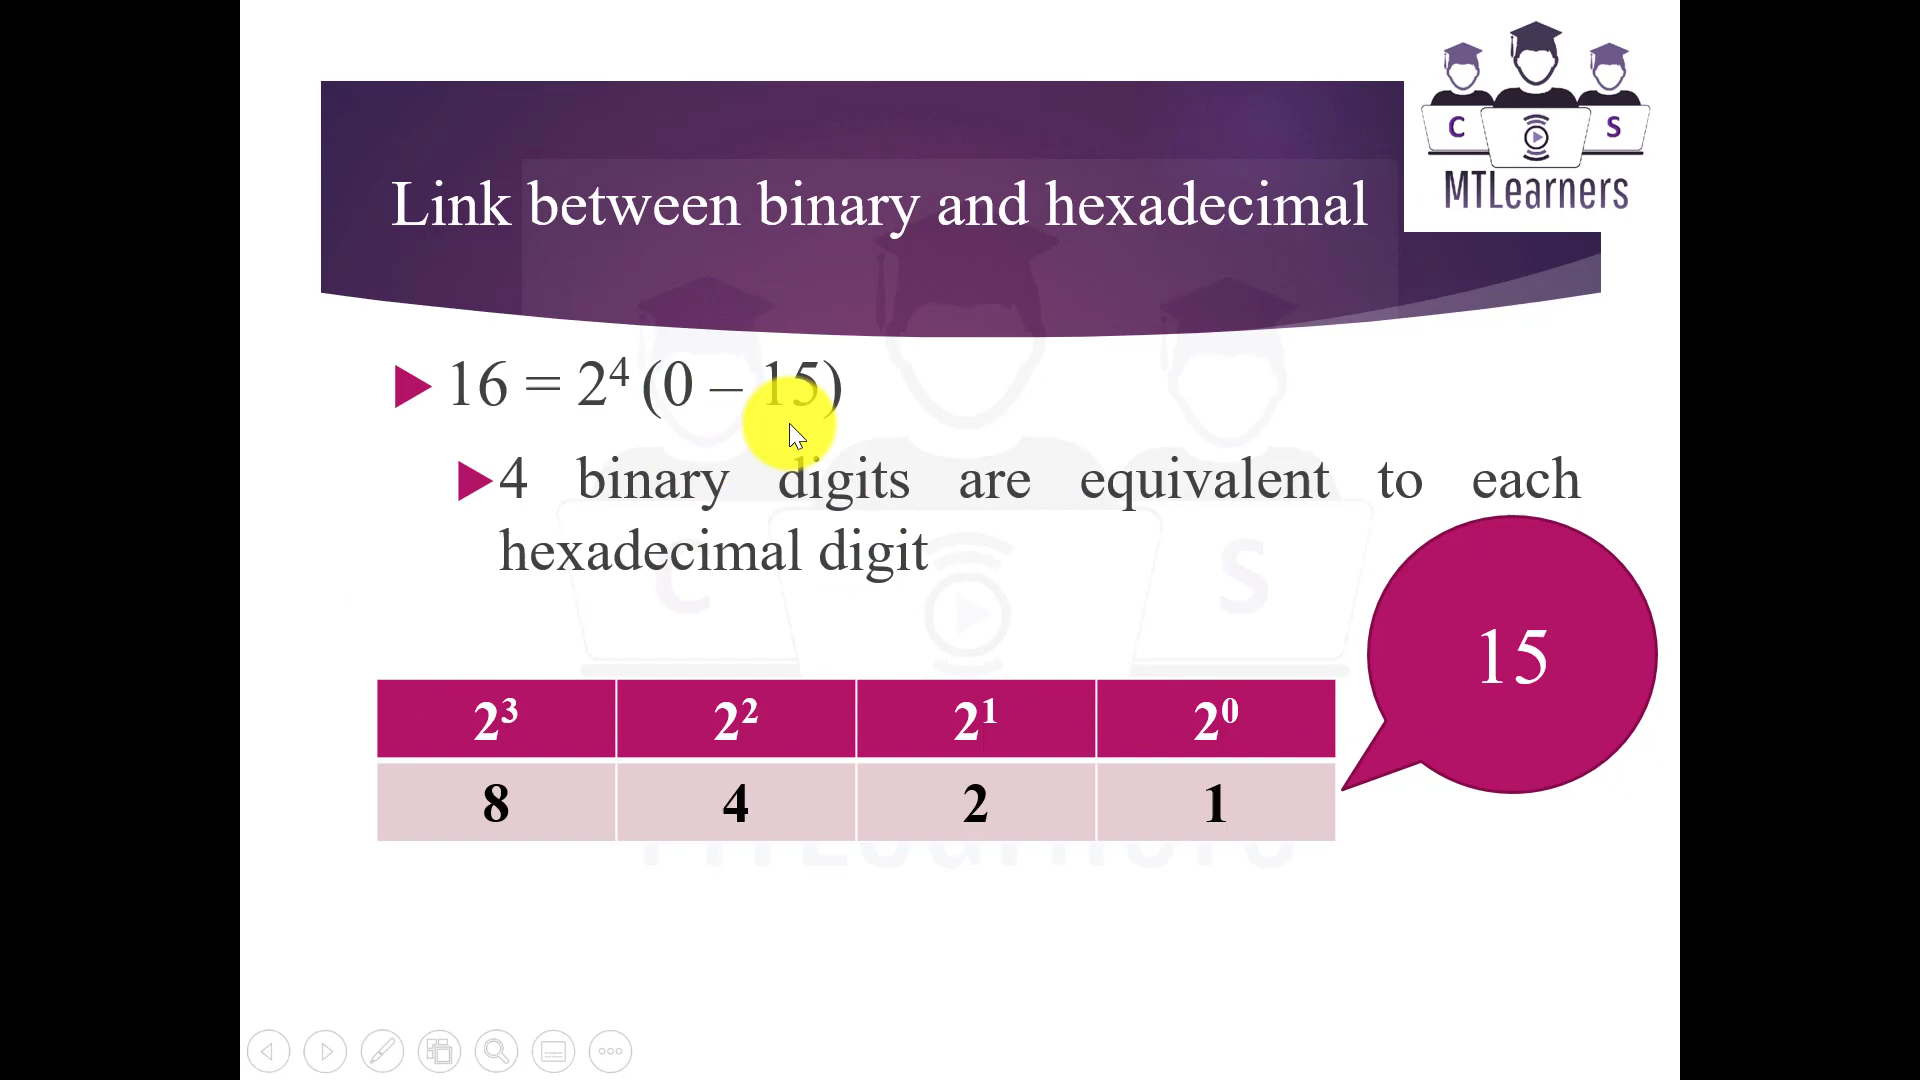 C S
MTLearners
Link between binary and hexadecimal
16 = 2⁴ (0 – 15)
4 binary digits are equivalent to each
hexadecimal digit
C S
15
2³ 2² 2¹ 2⁰
8 4 2 1
MTLearners